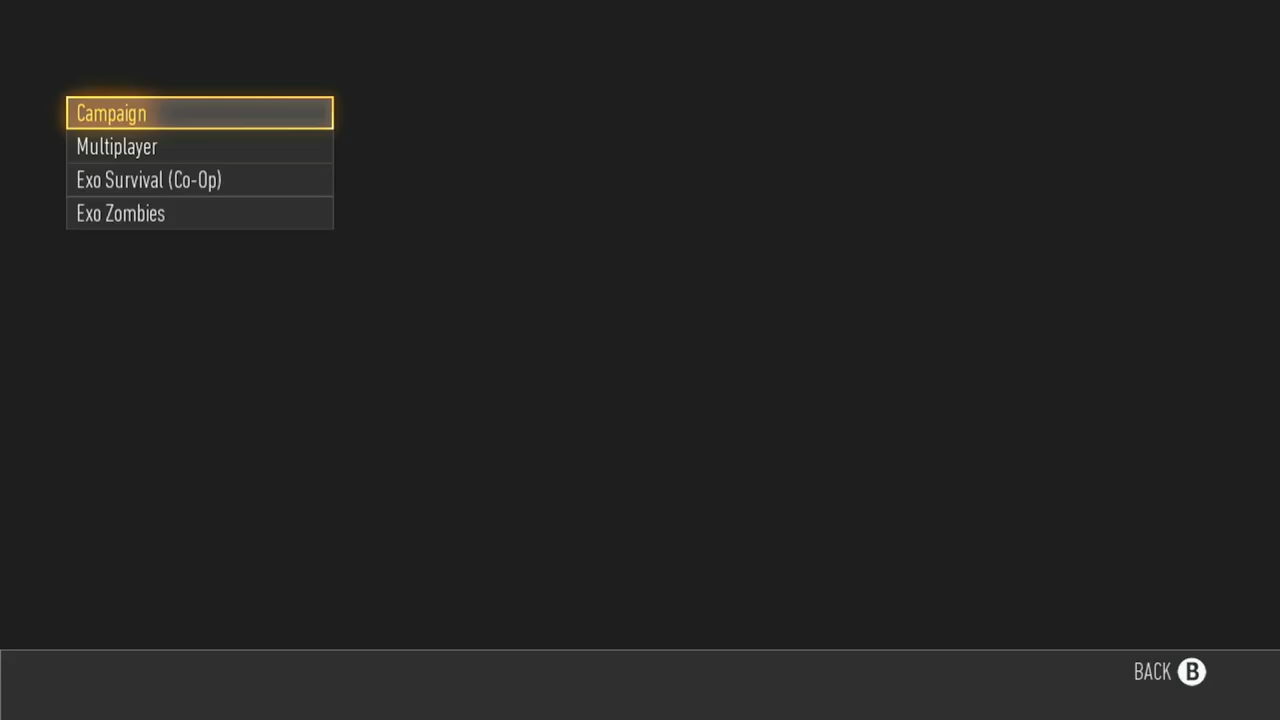 Campaign
Multiplayer
Exo Survival (Co-Op)
Exo Zombies
BACK B